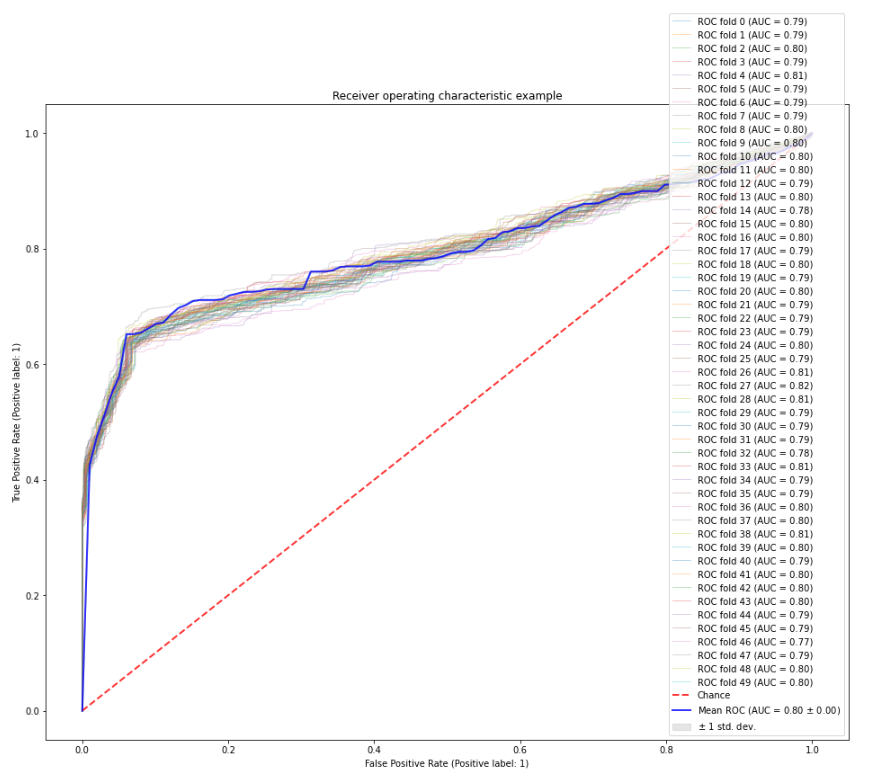 Receiver operating characteristic example
ROC fold 0 (AUC = 0.79)
ROC fold 1 (AUC = 0.79)
ROC fold 2 (AUC = 0.80)
ROC fold 3 (AUC = 0.79)
ROC fold 4 (AUC = 0.81)
ROC fold 5 (AUC = 0.79)
ROC fold 6 (AUC = 0.79)
ROC fold 7 (AUC = 0.79)
ROC fold 8 (AUC = 0.80)
ROC fold 9 (AUC = 0.80)
ROC fold 10 (AUC = 0.80)
ROC fold 11 (AUC = 0.80)
ROC fold 12 (AUC = 0.79)
ROC fold 13 (AUC = 0.80)
ROC fold 14 (AUC = 0.78)
ROC fold 15 (AUC = 0.80)
ROC fold 16 (AUC = 0.80)
ROC fold 17 (AUC = 0.79)
ROC fold 18 (AUC = 0.80)
ROC fold 19 (AUC = 0.79)
ROC fold 20 (AUC = 0.80)
ROC fold 21 (AUC = 0.79)
ROC fold 22 (AUC = 0.79)
ROC fold 23 (AUC = 0.79)
ROC fold 24 (AUC = 0.80)
ROC fold 25 (AUC = 0.79)
ROC fold 26 (AUC = 0.81)
ROC fold 27 (AUC = 0.82)
ROC fold 28 (AUC = 0.81)
ROC fold 29 (AUC = 0.79)
ROC fold 30 (AUC = 0.79)
ROC fold 31 (AUC = 0.79)
ROC fold 32 (AUC = 0.78)
ROC fold 33 (AUC = 0.81)
ROC fold 34 (AUC = 0.79)
ROC fold 35 (AUC = 0.79)
ROC fold 36 (AUC = 0.80)
ROC fold 37 (AUC = 0.80)
ROC fold 38 (AUC = 0.81)
ROC fold 39 (AUC = 0.80)
ROC fold 40 (AUC = 0.79)
ROC fold 41 (AUC = 0.80)
ROC fold 42 (AUC = 0.80)
ROC fold 43 (AUC = 0.80)
ROC fold 44 (AUC = 0.79)
ROC fold 45 (AUC = 0.79)
ROC fold 46 (AUC = 0.77)
ROC fold 47 (AUC = 0.79)
ROC fold 48 (AUC = 0.80)
ROC fold 49 (AUC = 0.80)
Chance
Mean ROC (AUC = 0.80 ± 0.00)
± 1 std. dev.
True Positive Rate (Positive label: 1)
1.0
0.8
0.6
0.4
0.2
0.0
0.0
0.2
0.4
0.6
0.8
1.0
False Positive Rate (Positive label: 1)